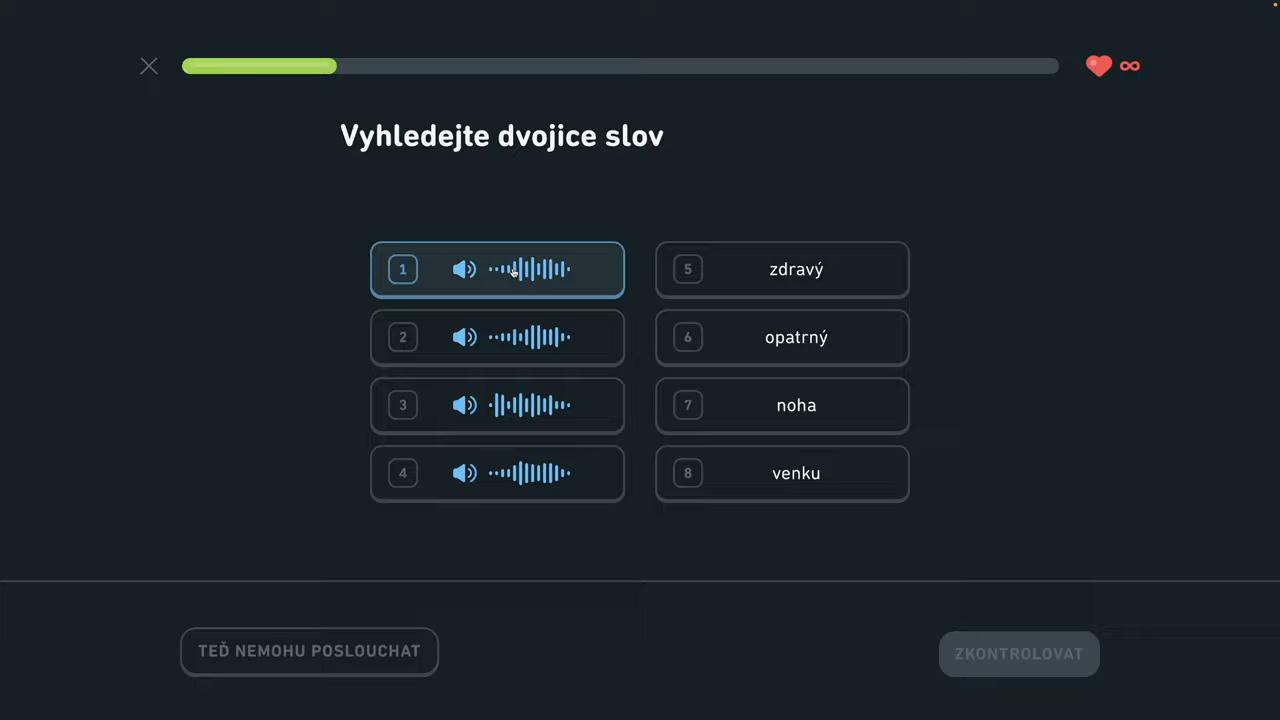 ∞
Vyhledejte dvojice slov
1
5 zdravý
2
6 opatrný
3
7 noha
4
8 venku
TEĎ NEMOHU POSLOUCHAT
ZKONTROLOVAT